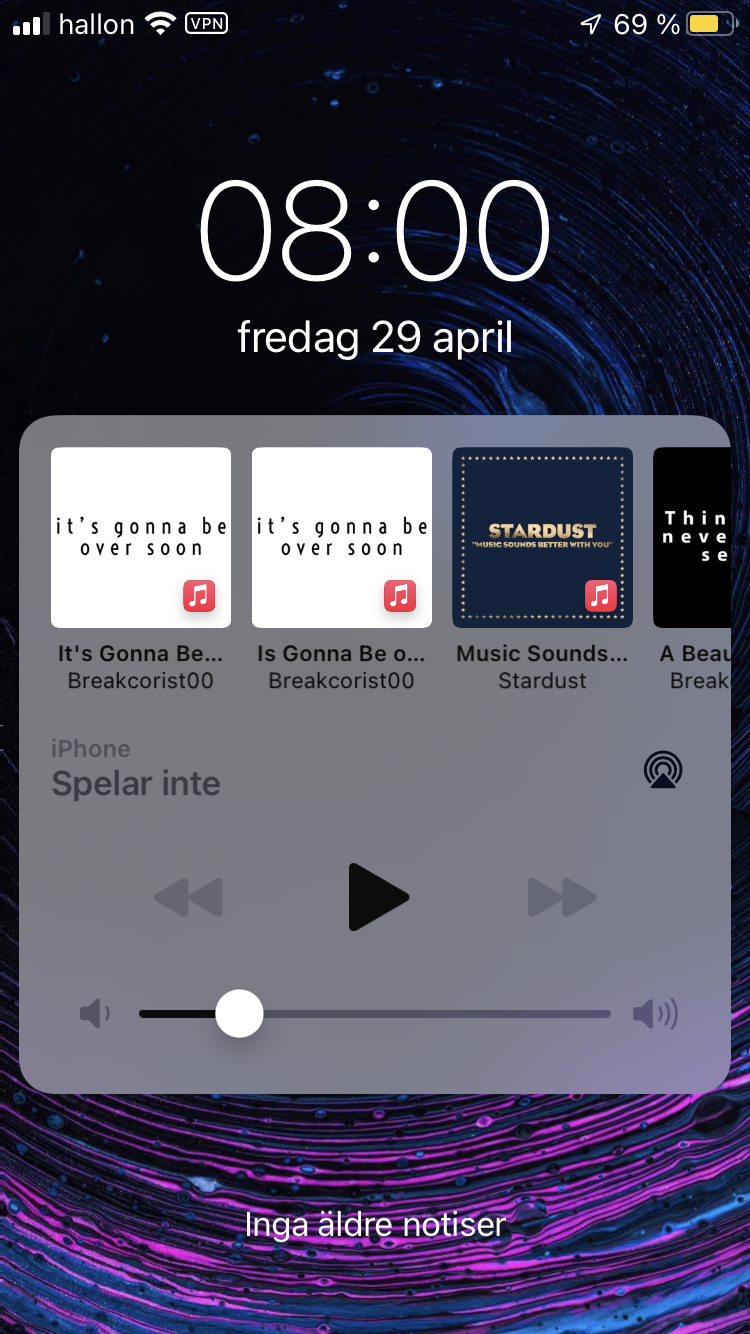 hallon VPN 69 %
08:00
fredag 29 april
it's gonna be
over soon
it's gonna be
over soon
STARDUST
"MUSIC SOUNDS BETTER WITH YOU"
Thin
neve
se
It's Gonna Be...
Breakcorist00
Is Gonna Be o...
Breakcorist00
Music Sounds...
Stardust
A Beau
Break
iPhone
Spelar inte
Inga äldre notiser